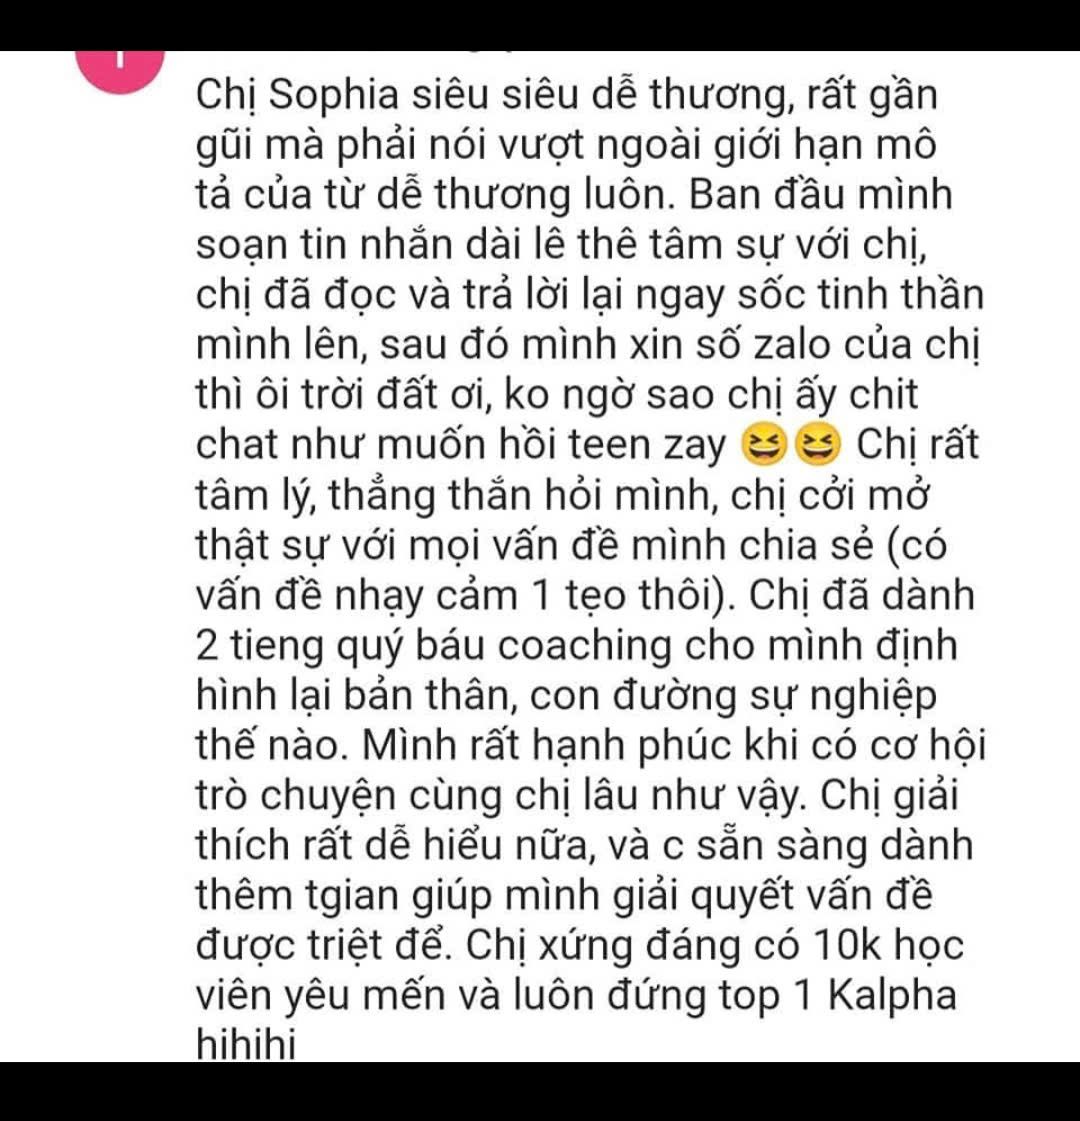 Chị Sophia siêu siêu dễ thương, rất gần
gũi mà phải nói vượt ngoài giới hạn mô
tả của từ dễ thương luôn. Ban đầu mình
soạn tin nhắn dài lê thê tâm sự với chị,
chị đã đọc và trả lời lại ngay sốc tinh thần
mình lên, sau đó mình xin số zalo của chị
thì ôi trời đất ơi, ko ngờ sao chị ấy chit
chat như muốn hồi teen zay 😆😆 Chị rất
tâm lý, thẳng thắn hỏi mình, chị cởi mở
thật sự với mọi vấn đề mình chia sẻ (có
vấn đề nhạy cảm 1 tẹo thôi). Chị đã dành
2 tieng quý báu coaching cho mình định
hình lại bản thân, con đường sự nghiệp
thế nào. Mình rất hạnh phúc khi có cơ hội
trò chuyện cùng chị lâu như vậy. Chị giải
thích rất dễ hiểu nữa, và c sẵn sàng dành
thêm tgian giúp mình giải quyết vấn đề
được triệt để. Chị xứng đáng có 10k học
viên yêu mến và luôn đứng top 1 Kalpha
hihihi